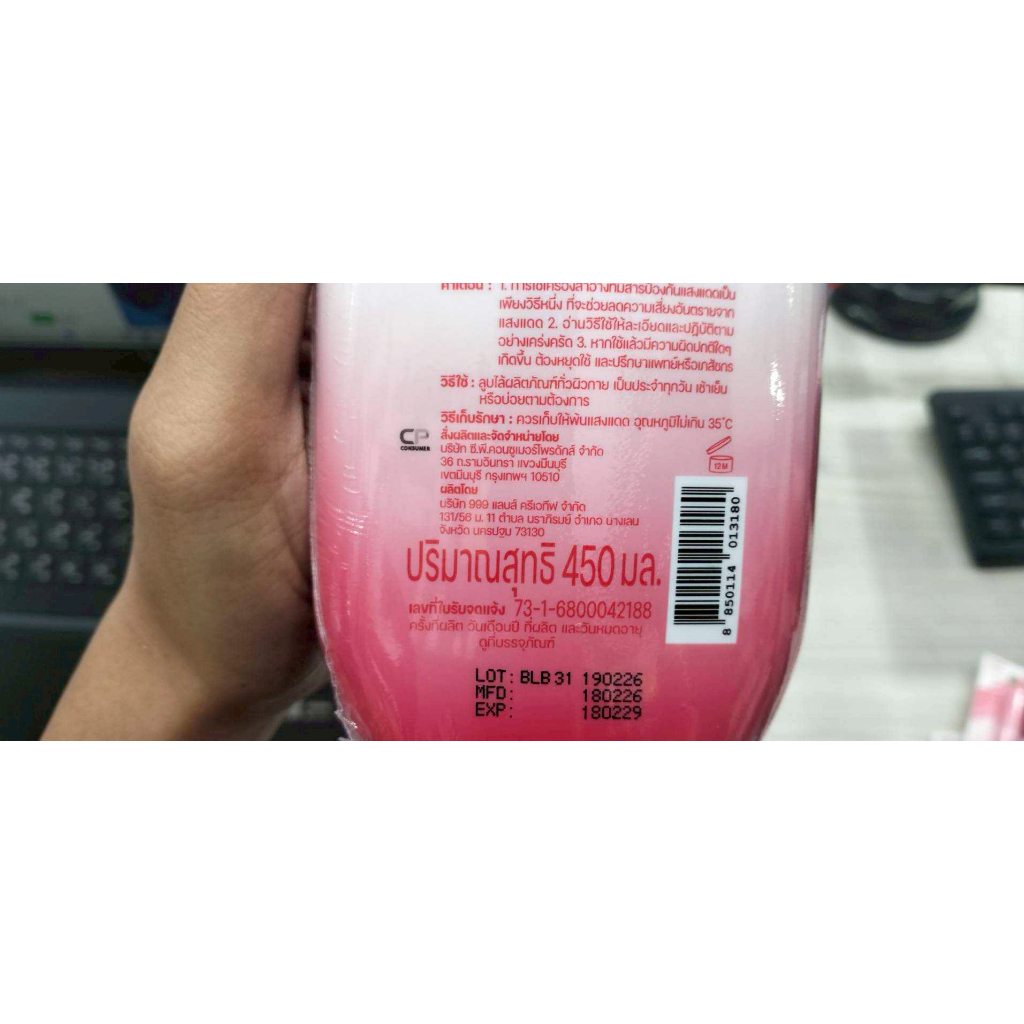 คำเตือน : 1. การใช้เครื่องสำอางที่มีสารป้องกันแสงแดดเป็น
เพียงวิธีหนึ่ง ที่จะช่วยลดความเสี่ยงอันตรายจาก
แสงแดด 2. อ่านวิธีใช้ให้ละเอียดและปฏิบัติตาม
อย่างเคร่งครัด 3. หากใช้แล้วมีความผิดปกติใดๆ
เกิดขึ้น ต้องหยุดใช้ และปรึกษาแพทย์หรือเภสัชกร
วิธีใช้ : ลูบไล้ผลิตภัณฑ์ทั่วผิวกาย เป็นประจำทุกวัน เช้าเย็น
หรือบ่อยตามต้องการ
วิธีเก็บรักษา : ควรเก็บให้พ้นแสงแดด อุณหภูมิไม่เกิน 35°C
CP
CONSUMER
สั่งผลิตและจัดจำหน่ายโดย
บริษัท ซี.พี.คอนซูเมอร์โพรดักส์ จำกัด
36 ถ.รามอินทรา แขวงมีนบุรี
เขตมีนบุรี กรุงเทพฯ 10510
ผลิตโดย
บริษัท 999 แลนส์ ครีเอทีฟ จำกัด
131/56 ม. 11 ตำบล นราภิรมย์ อำเภอ บางเลน
จังหวัด นครปฐม 73130
12M
ปริมาณสุทธิ 450 มล.
เลขที่ใบรับจดแจ้ง 73-1-6800042188
ครั้งที่ผลิต วันเดือนปี ที่ผลิต และวันหมดอายุ
ดูที่บรรจุภัณฑ์
8 850114 013180
LOT: BLB 31 190226
MFD: 180226
EXP: 180229